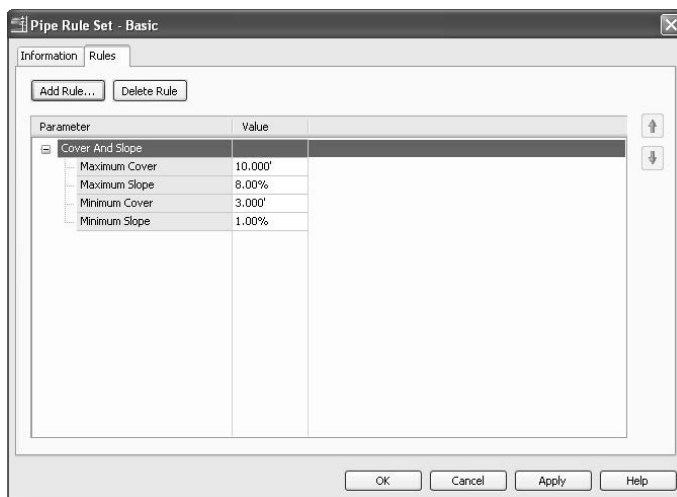 Pipe Rule Set - Basic
Information Rules
Add Rule... Delete Rule
Parameter Value
Cover And Slope
Maximum Cover 10.000'
Maximum Slope 8.00%
Minimum Cover 3.000'
Minimum Slope 1.00%
OK Cancel Apply Help